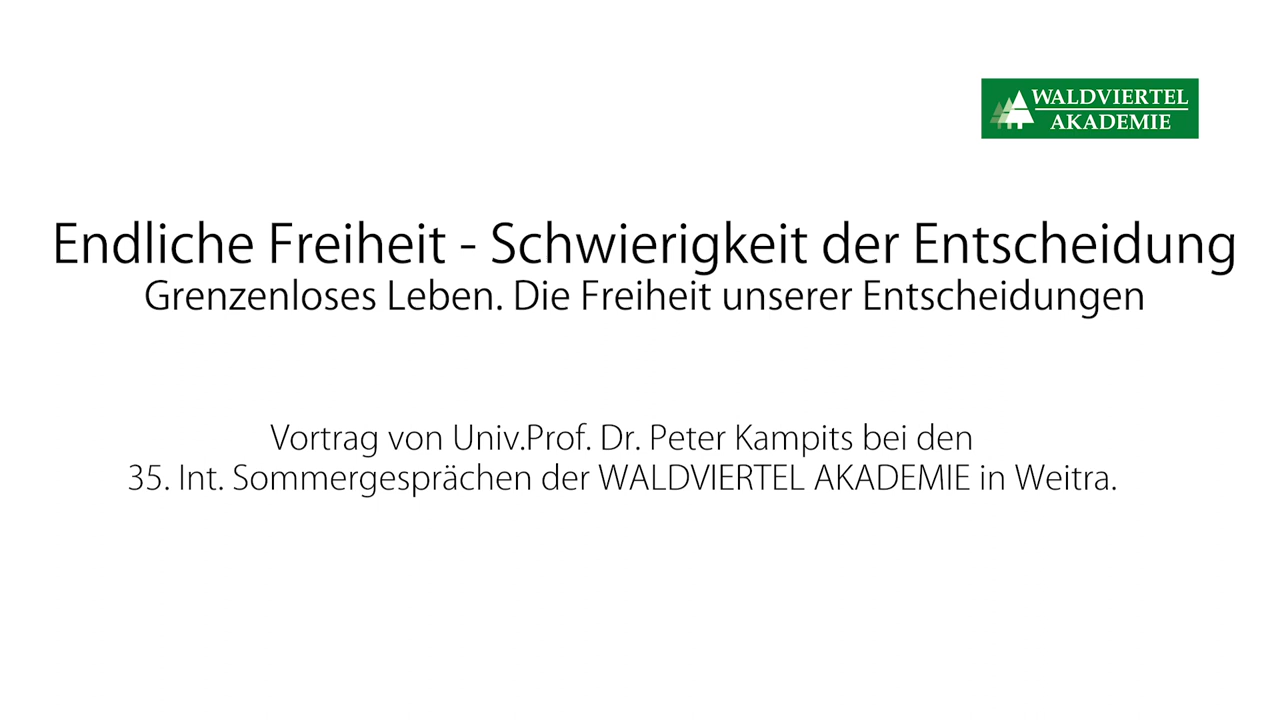 WALDVIERTEL
AKADEMIE
Endliche Freiheit - Schwierigkeit der Entscheidung
Grenzenloses Leben. Die Freiheit unserer Entscheidungen
Vortrag von Univ.Prof. Dr. Peter Kampits bei den
35. Int. Sommergesprächen der WALDVIERTEL AKADEMIE in Weitra.